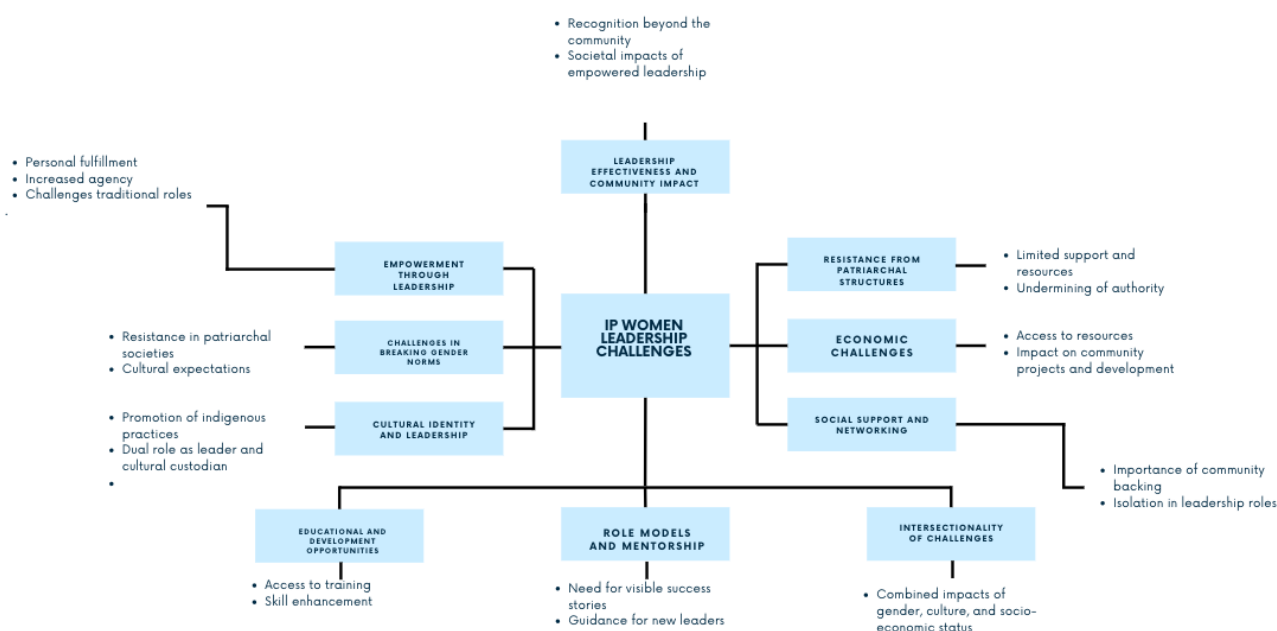 • Recognition beyond the
community
• Societal impacts of
empowered leadership
LEADERSHIP
EFFECTIVENESS AND
COMMUNITY IMPACT
• Personal fulfillment
• Increased agency
• Challenges traditional roles
.
EMPOWERMENT
THROUGH
LEADERSHIP
• Resistance in patriarchal
societies
• Cultural expectations
CHALLENGES IN
BREAKING GENDER
NORMS
• Promotion of indigenous
practices
• Dual role as leader and
cultural custodian
•
CULTURAL IDENTITY
AND LEADERSHIP
IP WOMEN
LEADERSHIP
CHALLENGES
RESISTANCE FROM
PATRIARCHAL
STRUCTURES
• Limited support and
resources
• Undermining of authority
ECONOMIC
CHALLENGES
• Access to resources
• Impact on community
projects and development
SOCIAL SUPPORT AND
NETWORKING
• Importance of community
backing
• Isolation in leadership roles
EDUCATIONAL AND
DEVELOPMENT
OPPORTUNITIES
• Access to training
• Skill enhancement
ROLE MODELS
AND MENTORSHIP
• Need for visible success
stories
• Guidance for new leaders
INTERSECTIONALITY
OF CHALLENGES
• Combined impacts of
gender, culture, and socio-
economic status